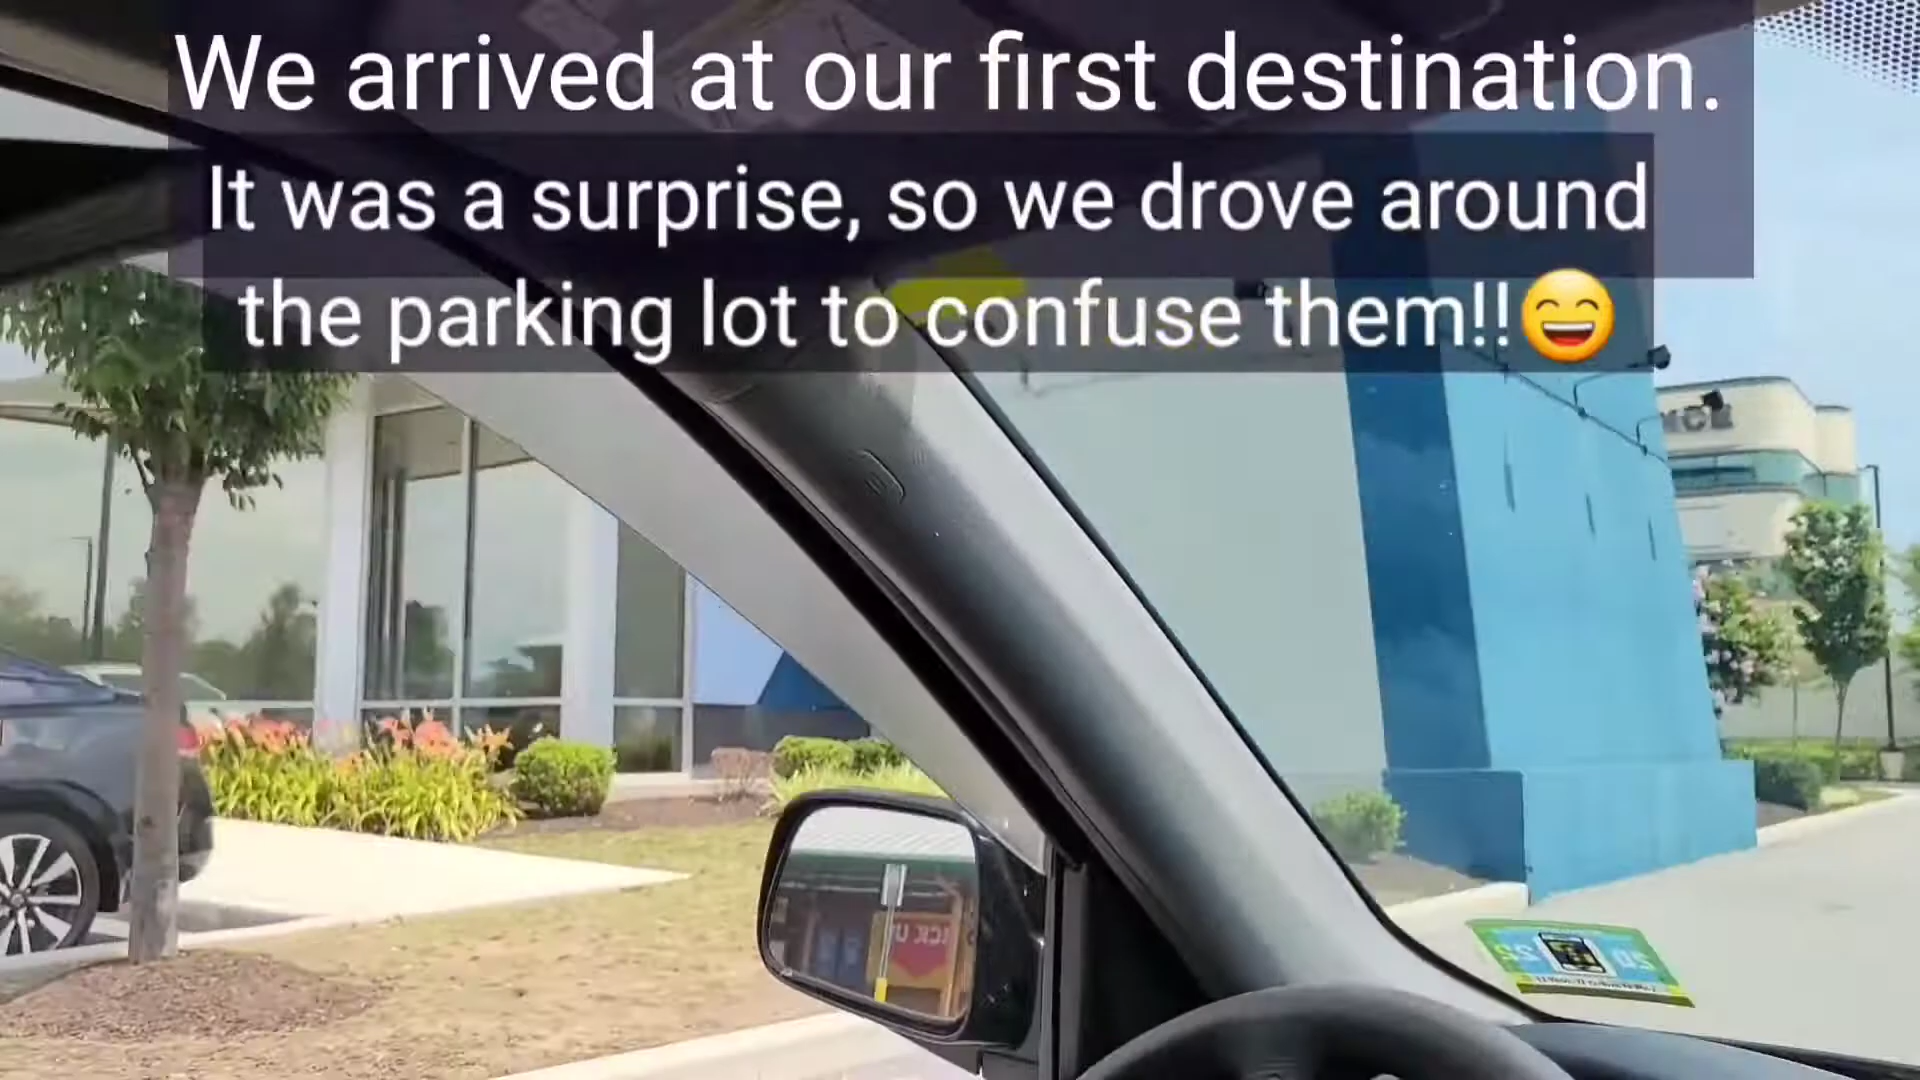 We arrived at our first destination.
It was a surprise, so we drove around
the parking lot to confuse them!!😄